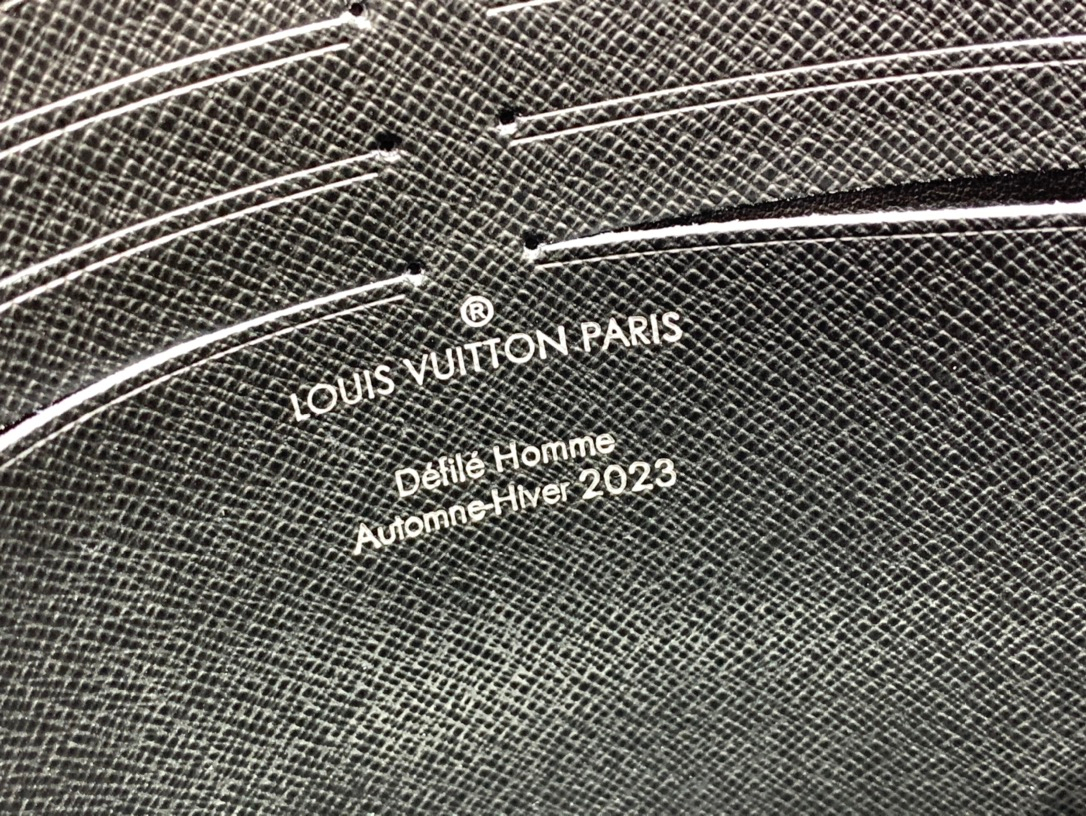 ®
LOUIS VUITTON PARIS
Défilé Homme
Automne-Hiver 2023